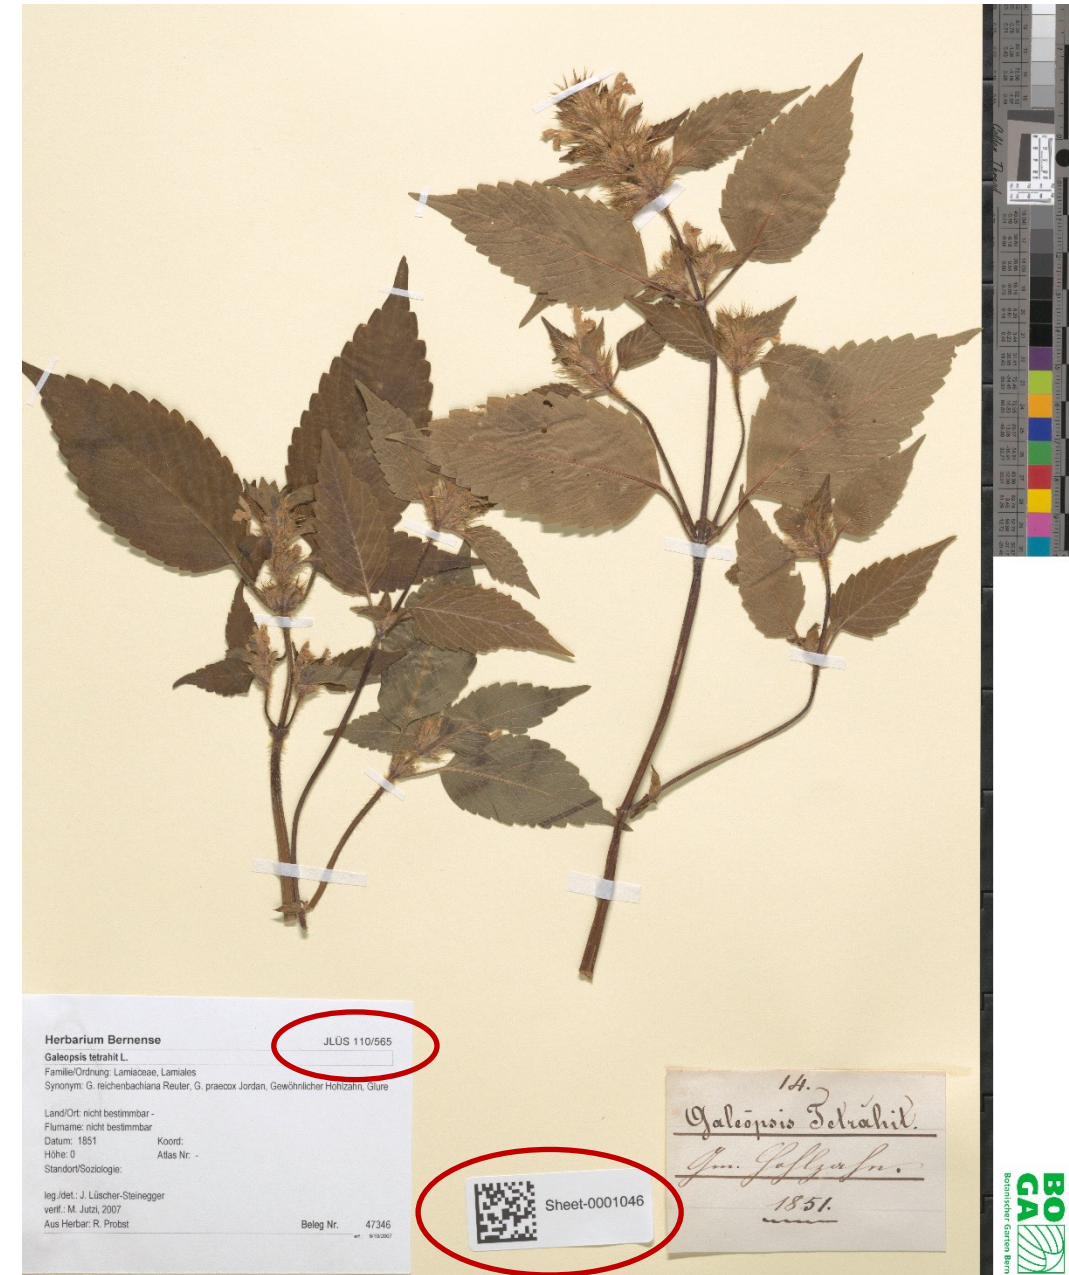 Herbarium Bernense
JLÜS 110/565
Galeopsis tetrahit L.
Familie/Ordnung: Lamiaceae, Lamiales
Synonym: G. reichenbachiana Reuter, G. praecox Jordan, Gewöhnlicher Hohlzahn, Glure
Land/Ort: nicht bestimmbar -
Flurname: nicht bestimmbar
Datum: 1851 Koord:
Höhe: 0 Atlas Nr: -
Standort/Soziologie:
leg./det.: J. Lüscher-Steinegger
verif.: M. Jutzi, 2007
Aus Herbar: R. Probst Beleg Nr. 47346
Sheet-0001046
14.
Galeopsis Tetrahit.
Gm. Hohlzahn.
1851.
BO
GA
Botanischer Garten Bern